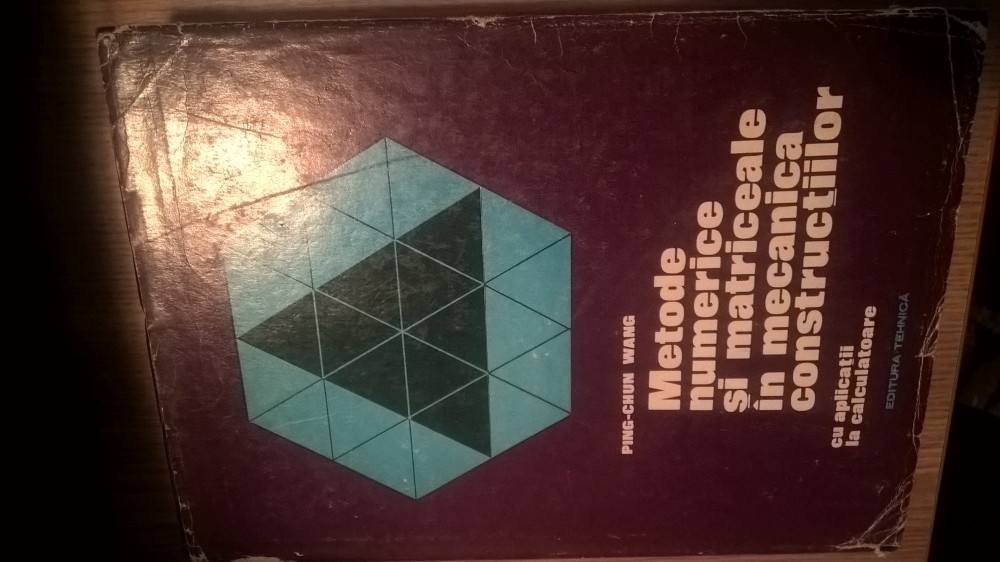 PING-CHUN WANG
Metode
numerice
și matriceale
în mecanica
construcțiilor
cu aplicații
la calculatoare
EDITURA TEHNICĂ